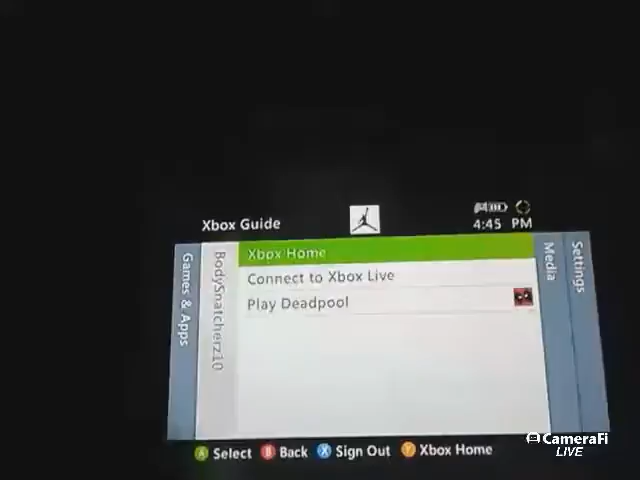 Xbox Guide
4:45 PM
Games & Apps
BodySnatcherz10
Xbox Home
Connect to Xbox Live
Play Deadpool
Media
Settings
A Select B Back X Sign Out Y Xbox Home
CameraFi
LIVE